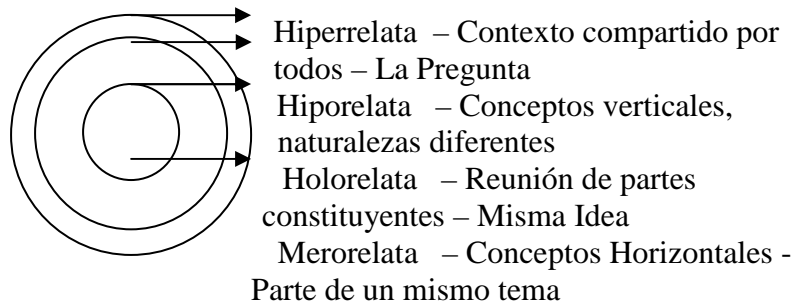 Hiperrelata – Contexto compartido por
todos – La Pregunta
Hiporelata – Conceptos verticales,
naturalezas diferentes
Holorelata – Reunión de partes
constituyentes – Misma Idea
Merorelata – Conceptos Horizontales -
Parte de un mismo tema